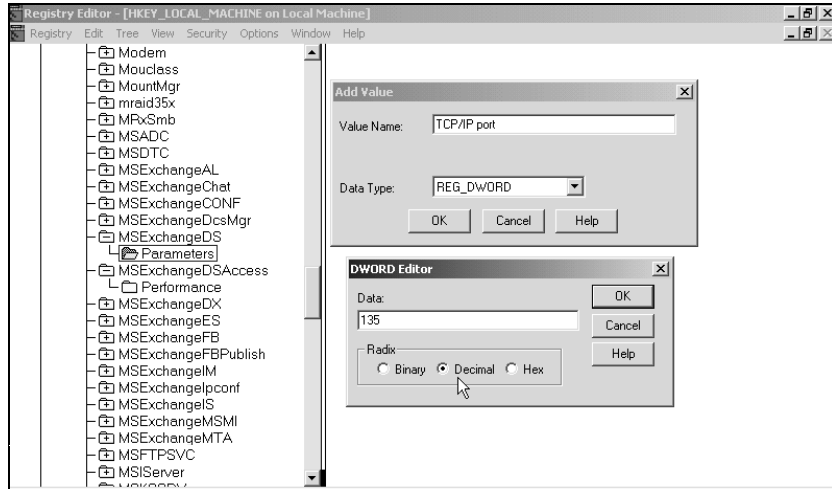 Registry Editor - [HKEY_LOCAL_MACHINE on Local Machine]
Registry Edit Tree View Security Options Window Help
Modem
Mouclass
MountMgr
mraid35x
MRxSmb
MSADC
MSDTC
MSExchangeAL
MSExchangeChat
MSExchangeCONF
MSExchangeDcsMgr
MSExchangeDS
Parameters
MSExchangeDSAccess
Performance
MSExchangeDX
MSExchangeES
MSExchangeFB
MSExchangeFBPublish
MSExchangeIM
MSExchangeIpconf
MSExchangeIS
MSExchangeMSMI
MSExchangeMTA
MSFTPSVC
MSIServer
Add Value
Value Name: TCP/IP port
Data Type: REG_DWORD
OK Cancel Help
DWORD Editor
Data:
135
Radix
Binary Decimal Hex
OK
Cancel
Help